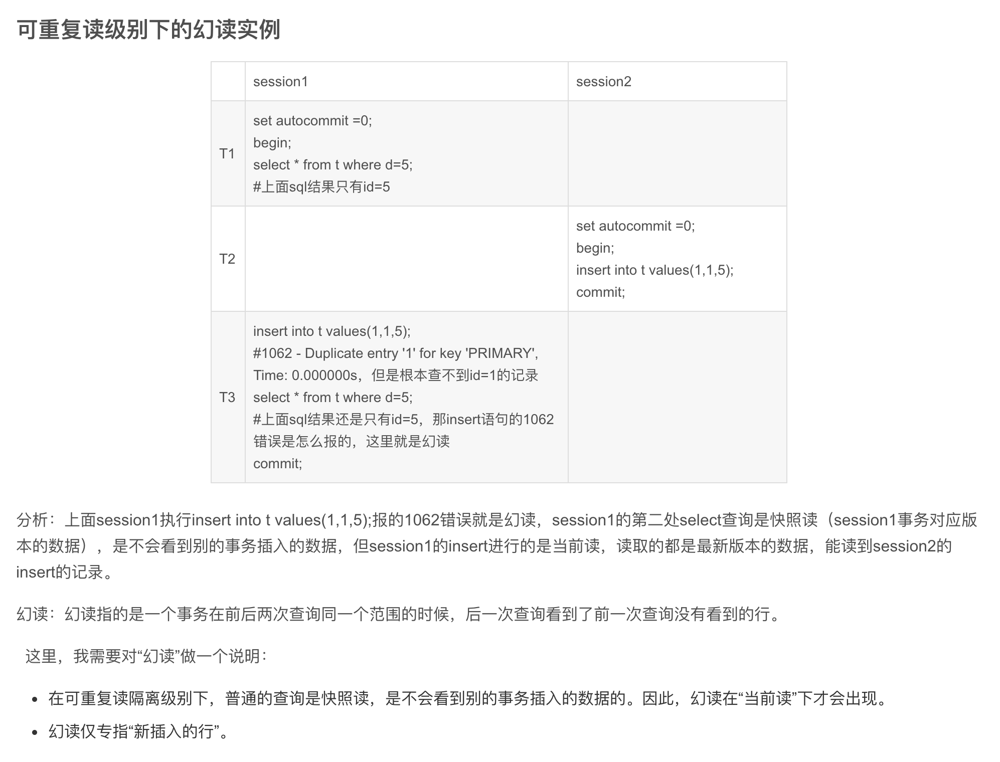 可重复读级别下的幻读实例
session1
session2
T1
set autocommit =0;
begin;
select * from t where d=5;
#上面sql结果只有id=5
T2
set autocommit =0;
begin;
insert into t values(1,1,5);
commit;
T3
insert into t values(1,1,5);
#1062 - Duplicate entry '1' for key 'PRIMARY',
Time: 0.000000s，但是根本查不到id=1的记录
select * from t where d=5;
#上面sql结果还是只有id=5，那insert语句的1062
错误是怎么报的，这里就是幻读
commit;
分析：上面session1执行insert into t values(1,1,5);报的1062错误就是幻读，session1的第二处select查询是快照读（session1事务对应版
本的数据），是不会看到别的事务插入的数据，但session1的insert进行的是当前读，读取的都是最新版本的数据，能读到session2的
insert的记录。
幻读：幻读指的是一个事务在前后两次查询同一个范围的时候，后一次查询看到了前一次查询没有看到的行。
这里，我需要对“幻读”做一个说明：
• 在可重复读隔离级别下，普通的查询是快照读，是不会看到别的事务插入的数据的。因此，幻读在“当前读”下才会出现。
• 幻读仅专指“新插入的行”。